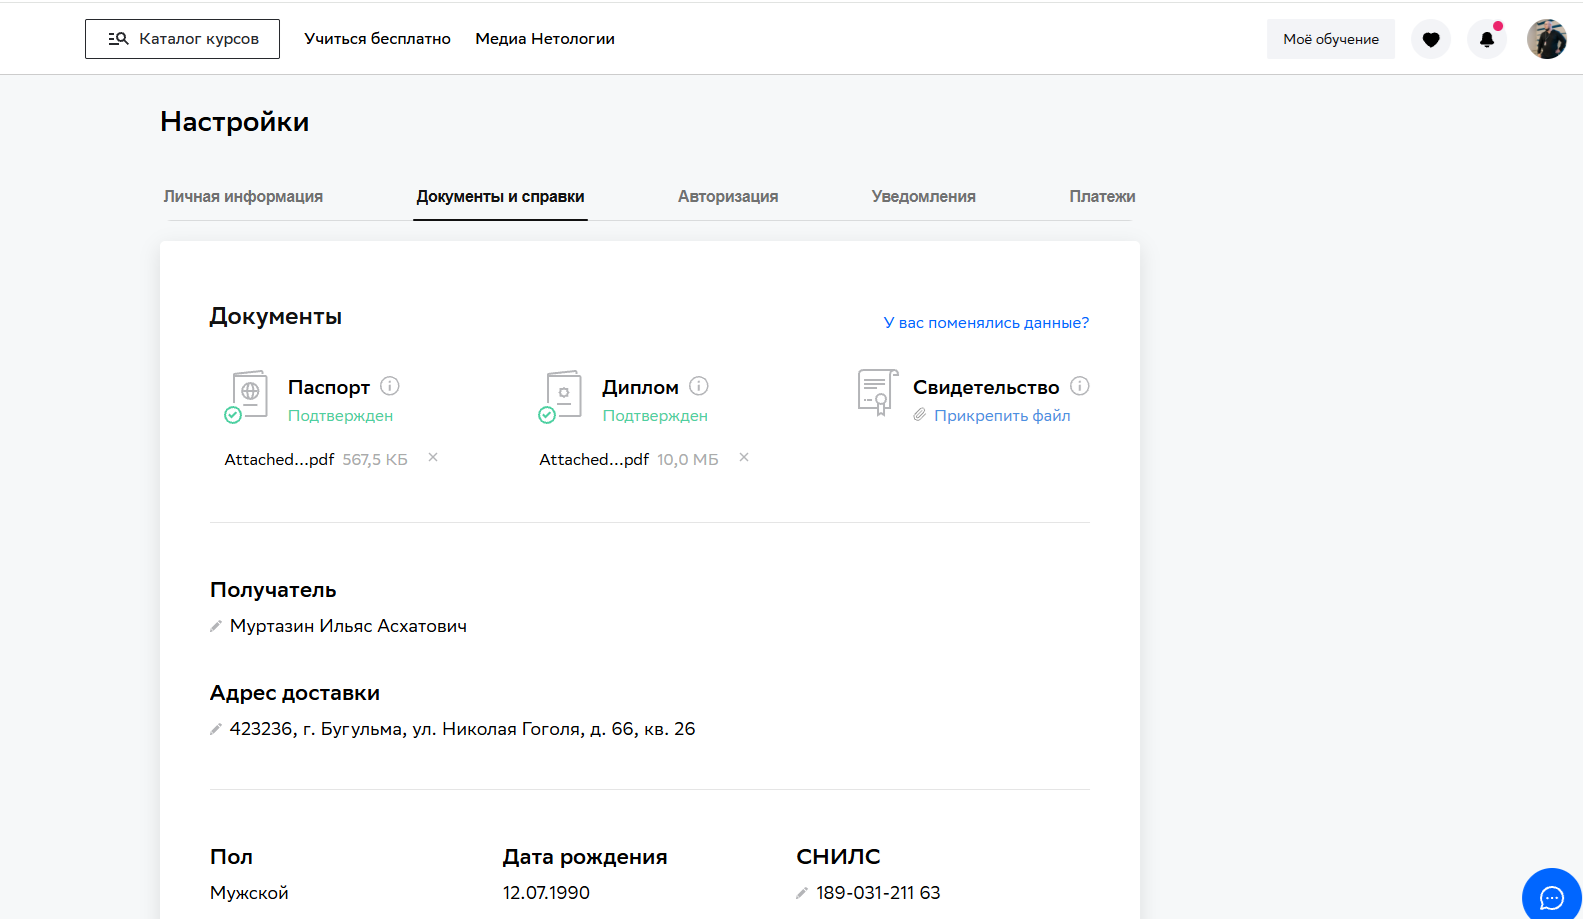 Каталог курсов
Учиться бесплатно
Медиа Нетологии
Моё обучение
Настройки
Личная информация
Документы и справки
Авторизация
Уведомления
Платежи
Документы
У вас поменялись данные?
Паспорт
Подтвержден
Attached...pdf 567,5 КБ
Диплом
Подтвержден
Attached...pdf 10,0 МБ
Свидетельство
Прикрепить файл
Получатель
Муртазин Ильяс Асхатович
Адрес доставки
423236, г. Бугульма, ул. Николая Гоголя, д. 66, кв. 26
Пол
Мужской
Дата рождения
12.07.1990
СНИЛС
189-031-211 63